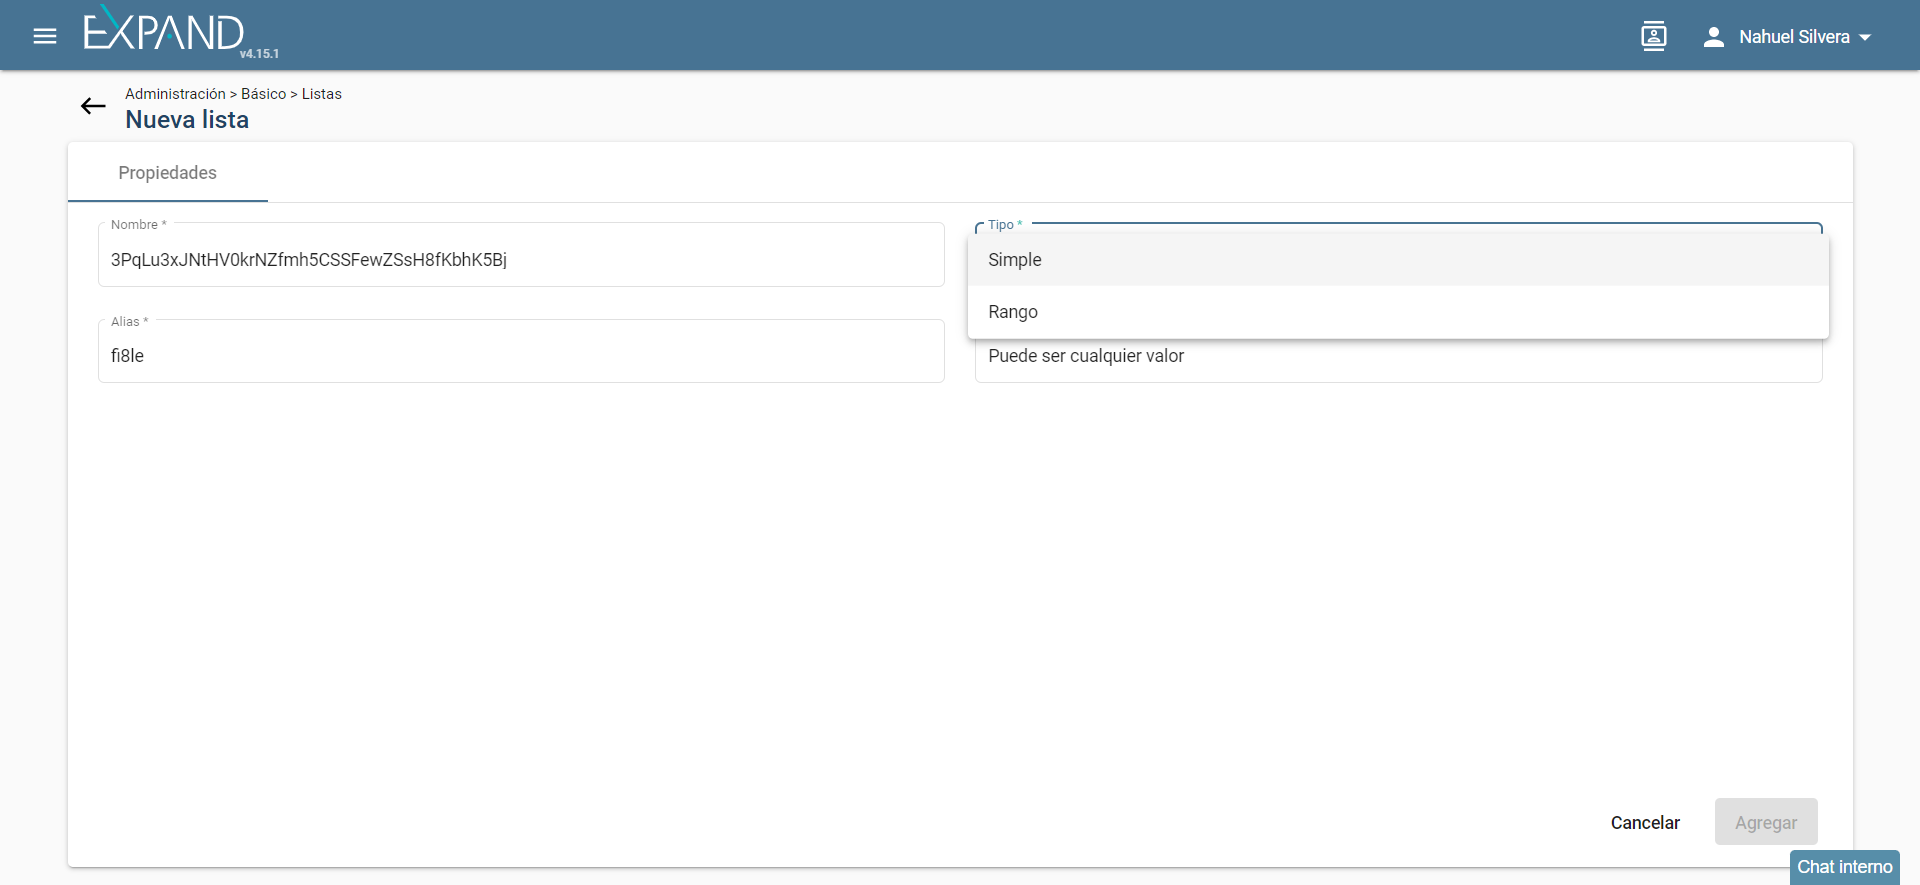 EXPAND
v4.15.1
Nahuel Silvera
Administración > Básico > Listas
Nueva lista
Propiedades
Nombre *
3PqLu3xJNtHV0krNZfmh5CSSFewZSsH8fKbhK5Bj
Tipo *
Simple
Rango
Alias *
fi8le
Puede ser cualquier valor
Cancelar
Agregar
Chat interno